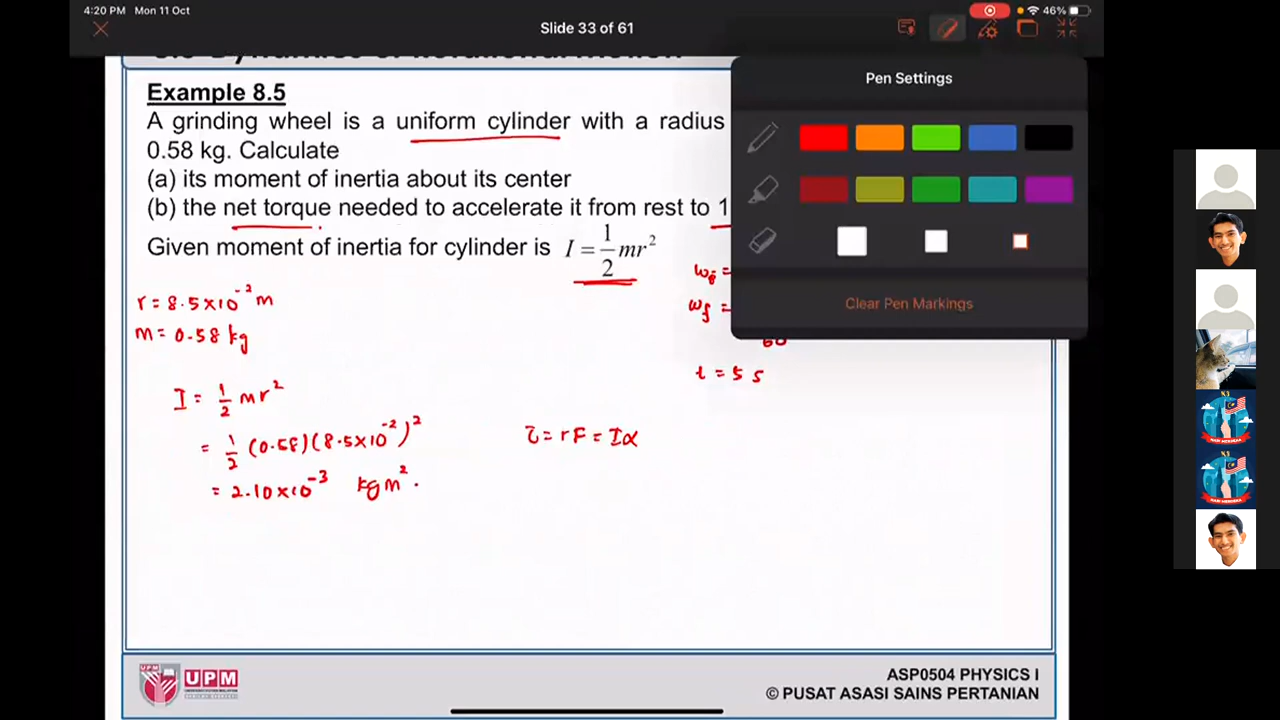 4:20 PM Mon 11 Oct
46%
Slide 33 of 61
Pen Settings
Clear Pen Markings
Example 8.5
A grinding wheel is a uniform cylinder with a radius
0.58 kg. Calculate
(a) its moment of inertia about its center
(b) the net torque needed to accelerate it from rest to 1
Given moment of inertia for cylinder is I = 1/2 mr²
r = 8.5×10⁻² m
m = 0.58 kg
ωf =
60
t = 5 s
I = 1/2 mr²
= 1/2 (0.58)(8.5×10⁻²)²
= 2.10×10⁻³ kg m².
τ = rF = Iα
UPM
ASP0504 PHYSICS I
© PUSAT ASASI SAINS PERTANIAN